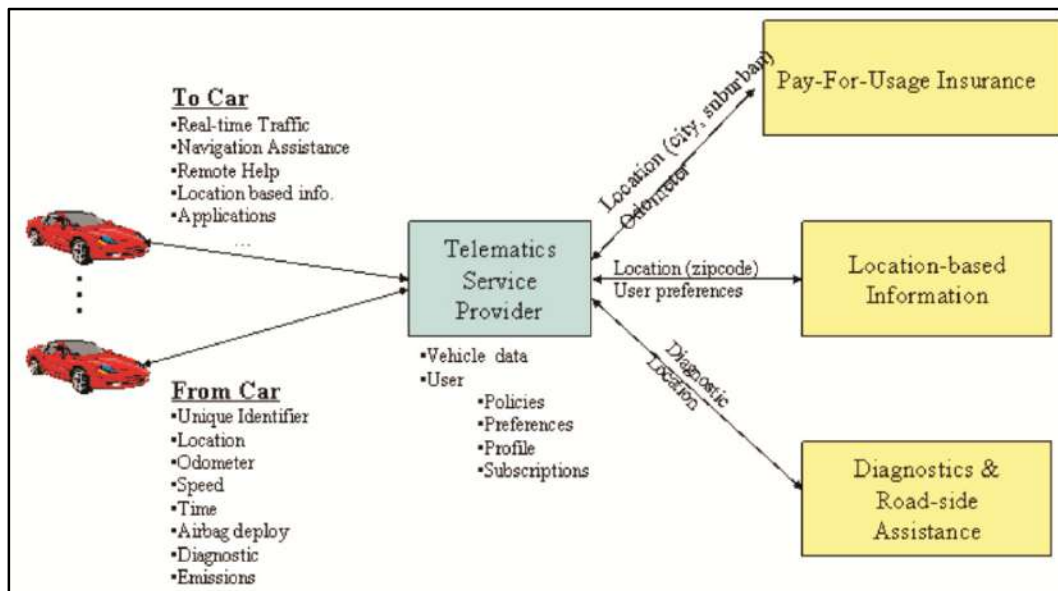 To Car
▪Real-time Traffic
▪Navigation Assistance
▪Remote Help
▪Location based info.
▪Applications
...
From Car
▪Unique Identifier
▪Location
▪Odometer
▪Speed
▪Time
▪Airbag deploy
▪Diagnostic
▪Emissions
Telematics
Service
Provider
▪Vehicle data
▪User
▪Policies
▪Preferences
▪Profile
▪Subscriptions
Location (city, suburban)
Odometer
Location (zipcode)
User preferences
Diagnostic
Location
Pay-For-Usage Insurance
Location-based
Information
Diagnostics &
Road-side
Assistance